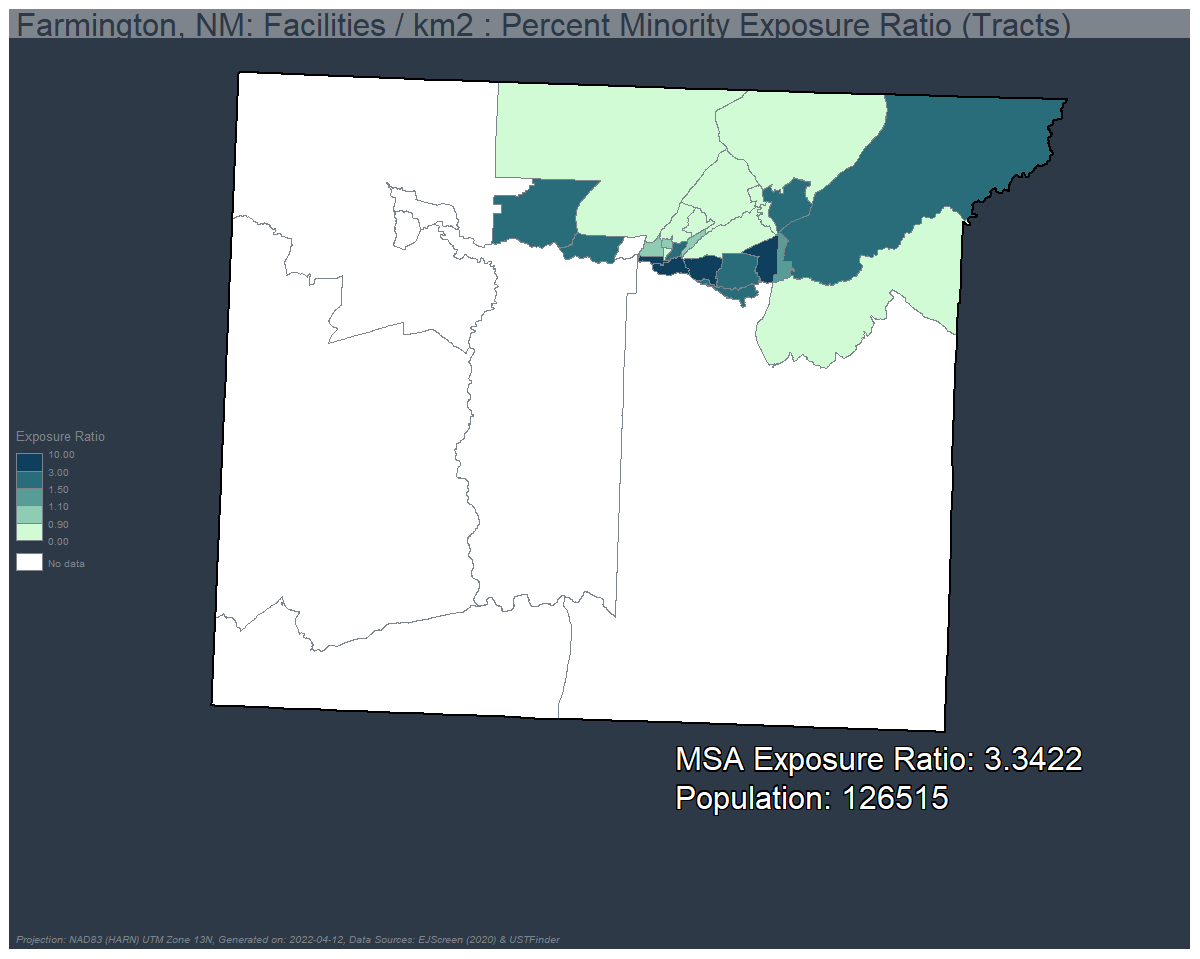 Farmington, NM: Facilities / km2 : Percent Minority Exposure Ratio (Tracts)
Exposure Ratio
10.00
3.00
1.50
1.10
0.90
0.00
No data
MSA Exposure Ratio: 3.3422
Population: 126515
Projection: NAD83 (HARN) UTM Zone 13N, Generated on: 2022-04-12, Data Sources: EJScreen (2020) & USTFinder